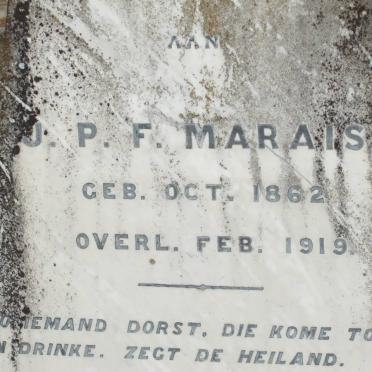 AAN
J. P. F. MARAIS
GEB. OCT. 1862
OVERL. FEB. 1919.
IEMAND DORST, DIE KOME TO
N DRINKE. ZEGT DE HEILAND.